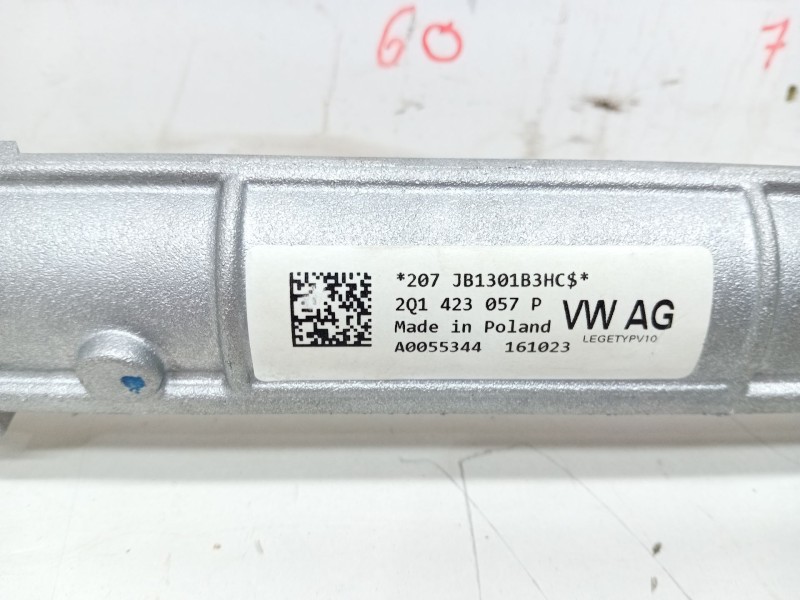 60
7
*207 JB1301B3HC$*
2Q1 423 057 P
Made in Poland
VW AG
LEGETYPV10
A0055344 161023